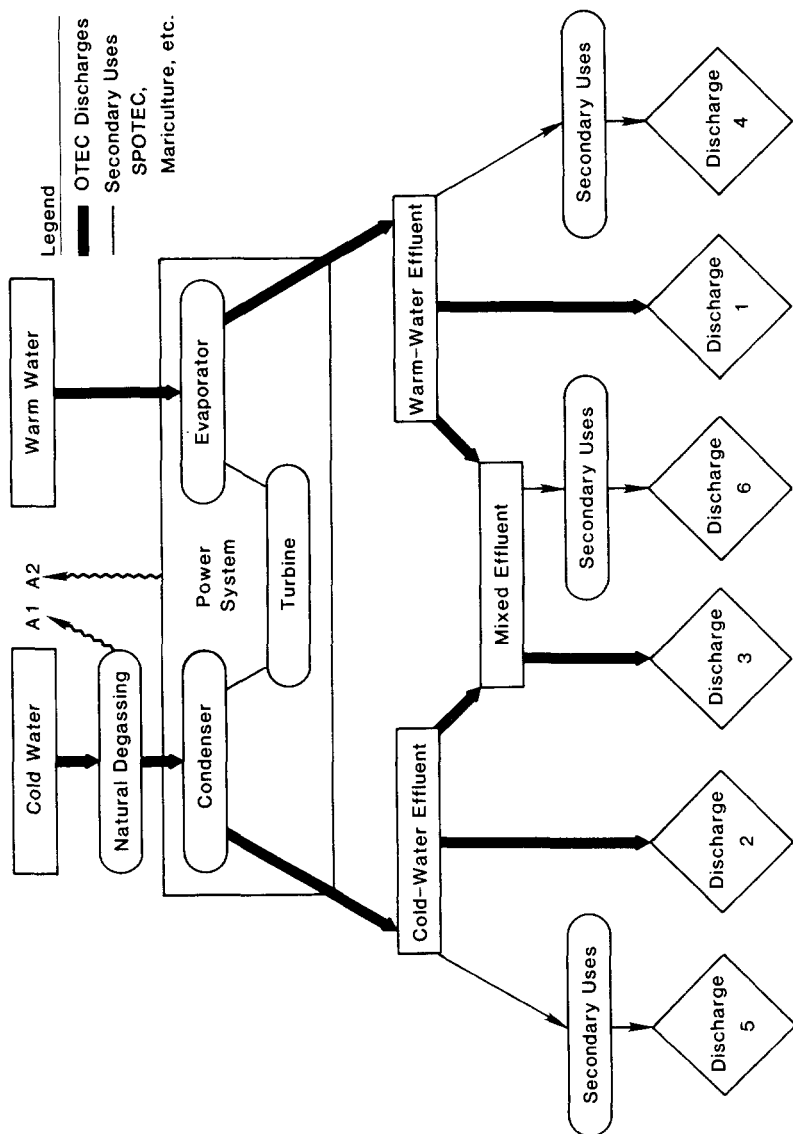 Legend
OTEC Discharges
Secondary Uses
SPOTEC,
Mariculture, etc.
Cold Water
A1 A2
Warm Water
Natural Degassing
Condenser
Power
System
Evaporator
Turbine
Cold-Water Effluent
Warm-Water Effluent
Mixed Effluent
Secondary Uses
Secondary Uses
Secondary Uses
Discharge
5
Discharge
2
Discharge
3
Discharge
6
Discharge
1
Discharge
4